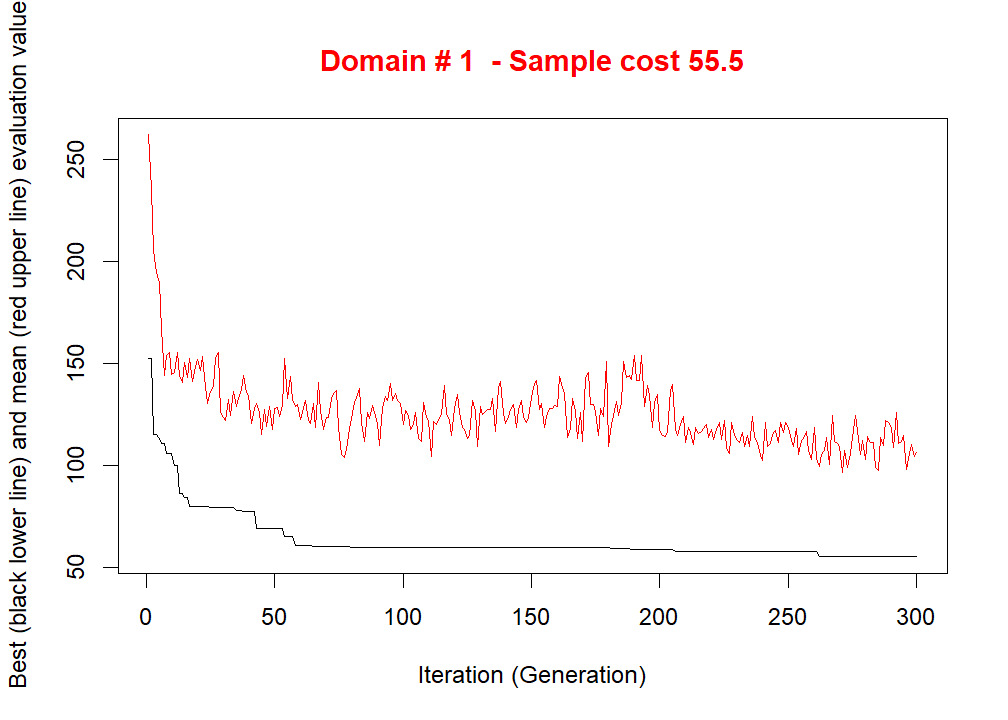 Domain # 1  - Sample cost 55.5
Best (black lower line) and mean (red upper line) evaluation value
250
200
150
100
50
0 50 100 150 200 250 300
Iteration (Generation)